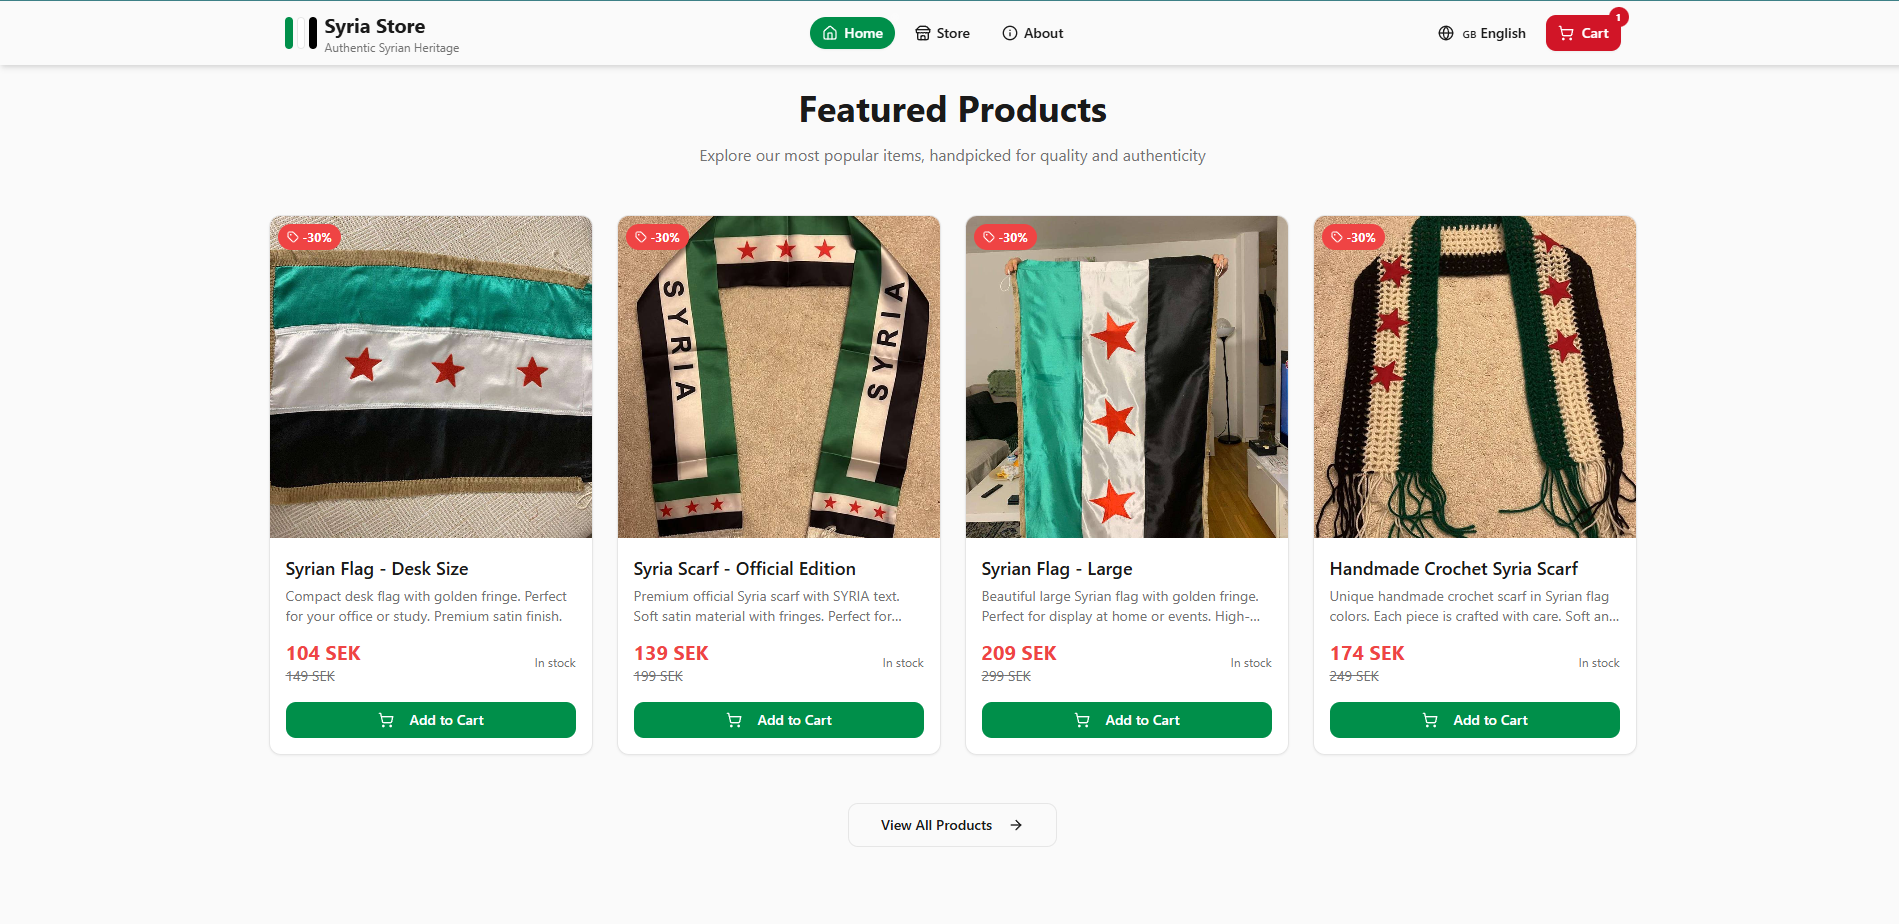 Syria Store
Authentic Syrian Heritage
Home
Store
About
GB English
Cart
1
Featured Products
Explore our most popular items, handpicked for quality and authenticity
-30%
Syrian Flag - Desk Size
Compact desk flag with golden fringe. Perfect
for your office or study. Premium satin finish.
104 SEK
149 SEK
In stock
Add to Cart
-30%
SYRIA
SYRIA
Syria Scarf - Official Edition
Premium official Syria scarf with SYRIA text.
Soft satin material with fringes. Perfect for...
139 SEK
199 SEK
In stock
Add to Cart
-30%
Syrian Flag - Large
Beautiful large Syrian flag with golden fringe.
Perfect for display at home or events. High-...
209 SEK
299 SEK
In stock
Add to Cart
-30%
Handmade Crochet Syria Scarf
Unique handmade crochet scarf in Syrian flag
colors. Each piece is crafted with care. Soft an...
174 SEK
249 SEK
In stock
Add to Cart
View All Products